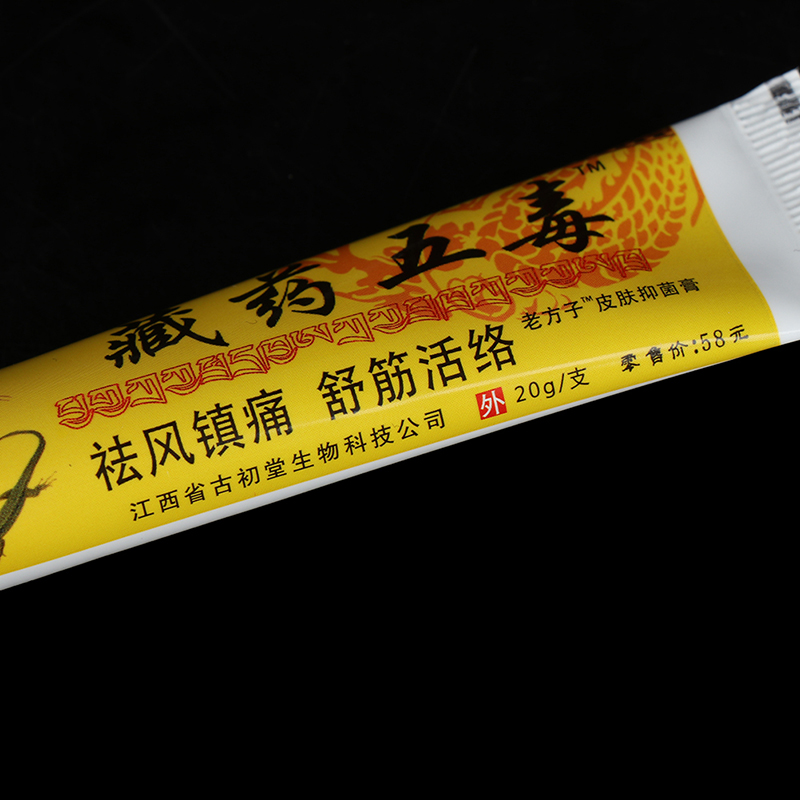 藏药五毒™
老方子™皮肤抑菌膏
祛风镇痛 舒筋活络
外 20g/支 零售价:58元
江西省古初堂生物科技公司